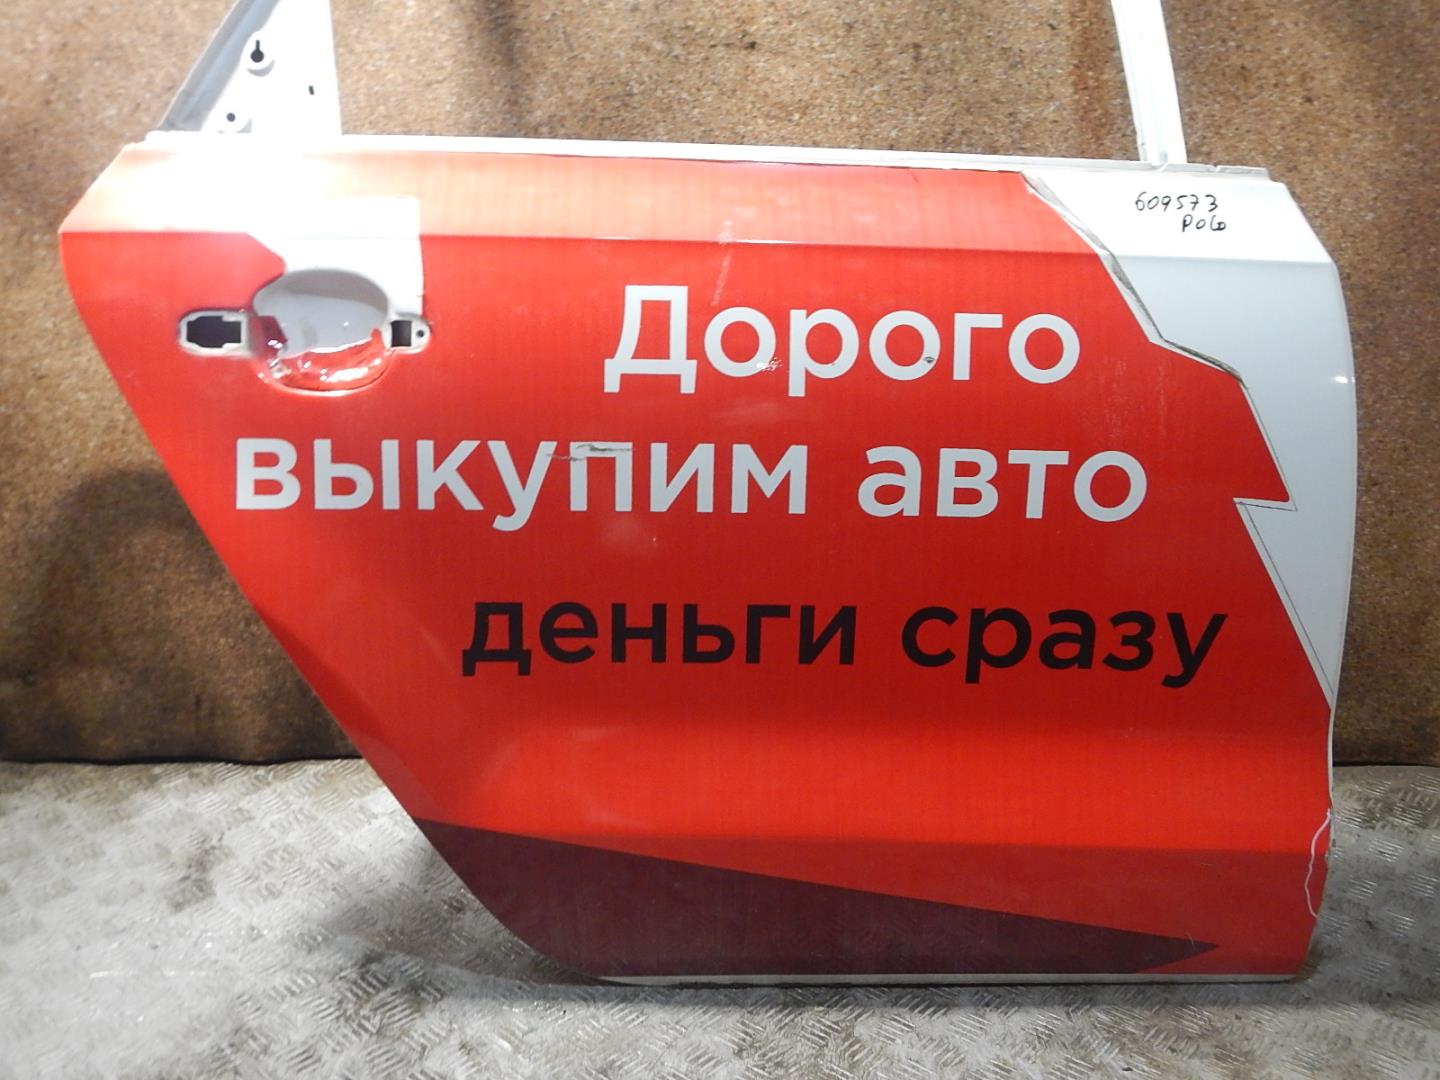 609573
POLO
Дорого
выкупим авто
деньги сразу